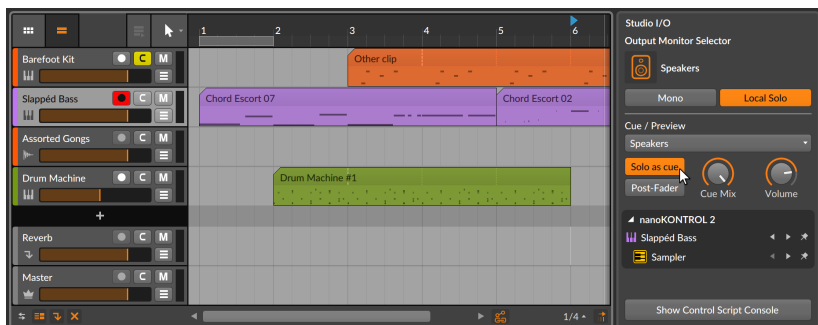 1 2 3 4 5 6
Barefoot Kit C M
Other clip
Slappéd Bass C M
Chord Escort 07 Chord Escort 02
Assorted Gongs C M
Drum Machine C M
Drum Machine #1
+
Reverb C M
Master C M
1/4
Studio I/O
Output Monitor Selector
Speakers
Mono Local Solo
Cue / Preview
Speakers
Solo as cue
Post-Fader Cue Mix Volume
nanoKONTROL 2
Slappéd Bass
Sampler
Show Control Script Console